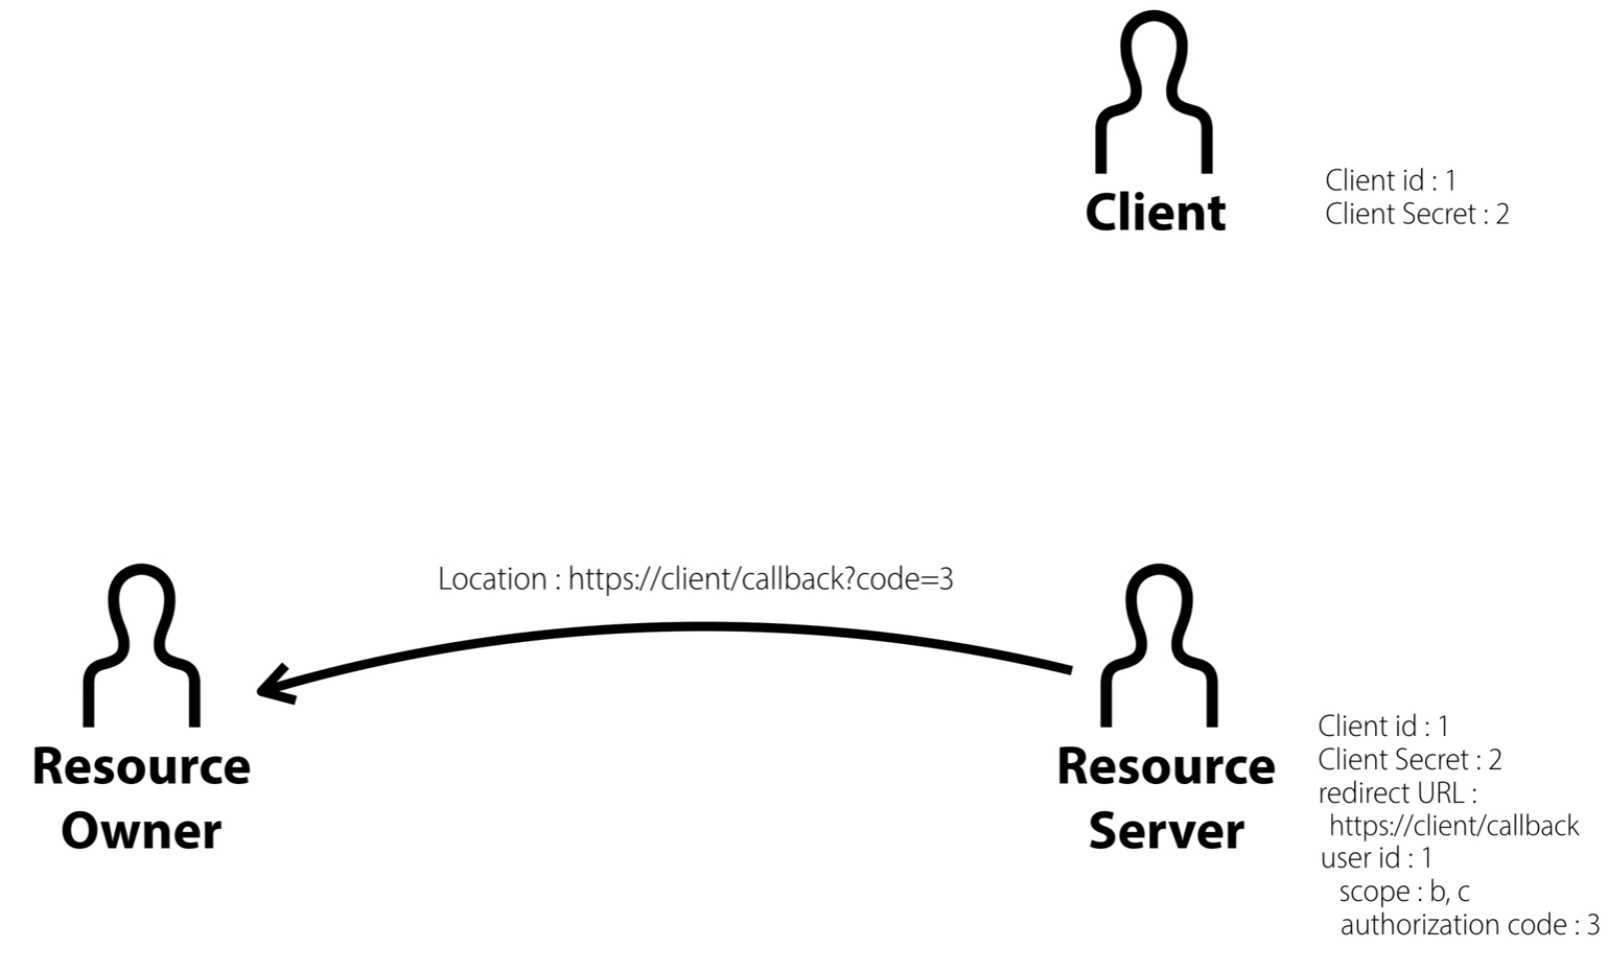 Client
Client id : 1
Client Secret : 2
Location : https://client/callback?code=3
Resource
Owner
Resource
Server
Client id : 1
Client Secret : 2
redirect URL :
https://client/callback
user id : 1
scope : b, c
authorization code : 3